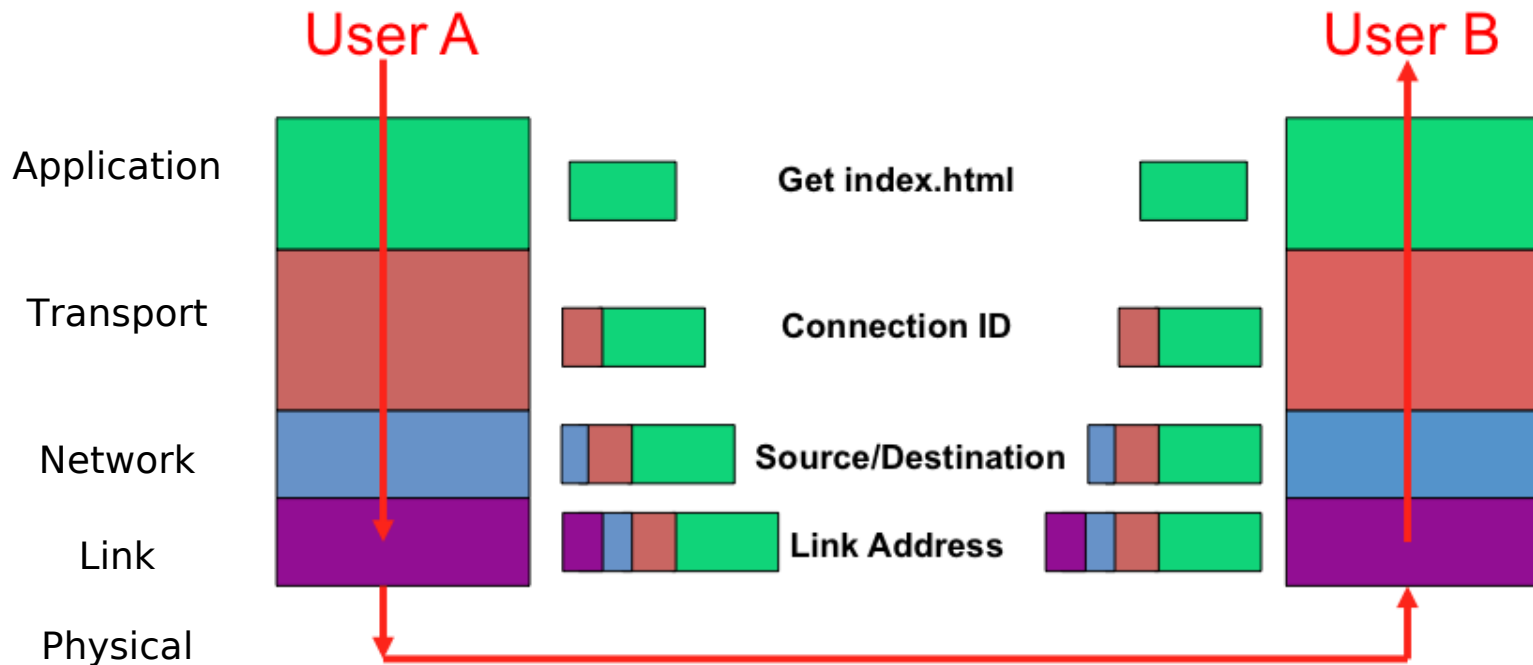 User A
User B
Application
Get index.html
Transport
Connection ID
Network
Source/Destination
Link
Link Address
Physical